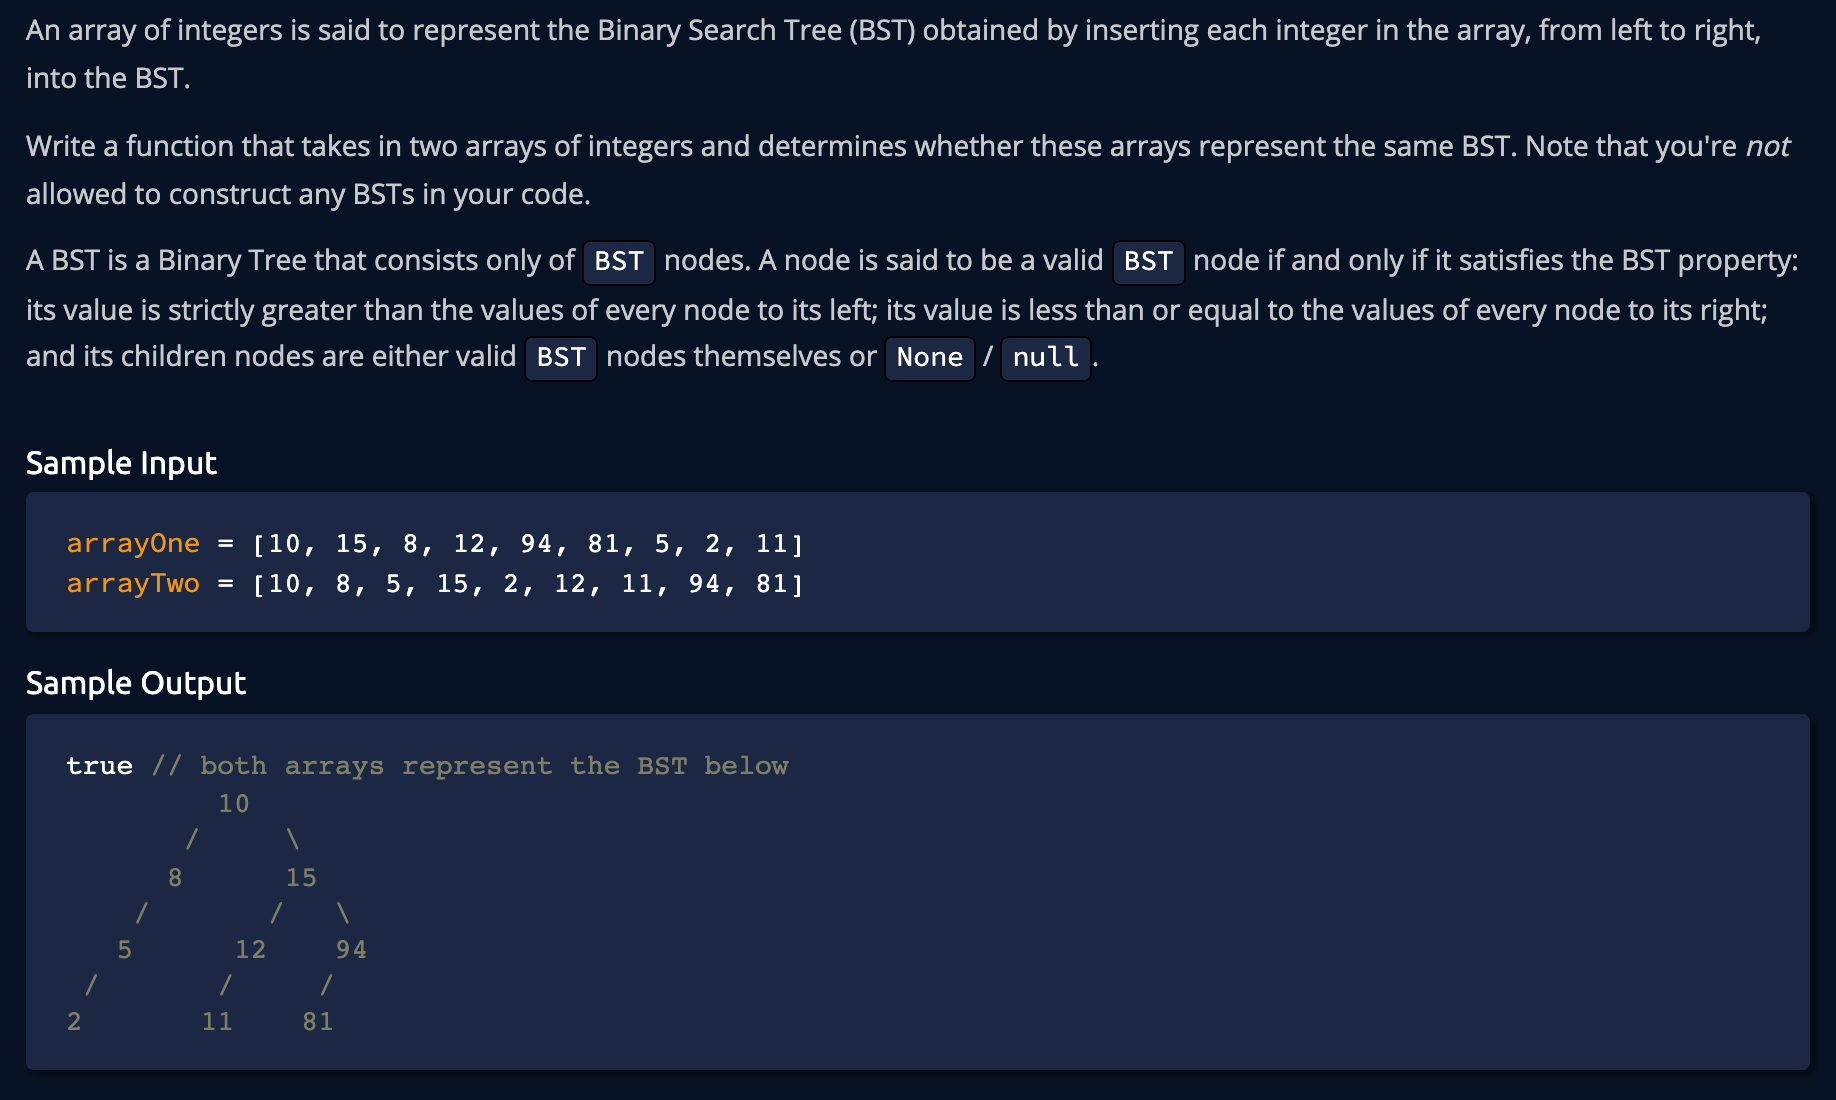 An array of integers is said to represent the Binary Search Tree (BST) obtained by inserting each integer in the array, from left to right,
into the BST.
Write a function that takes in two arrays of integers and determines whether these arrays represent the same BST. Note that you're not
allowed to construct any BSTs in your code.
A BST is a Binary Tree that consists only of BST nodes. A node is said to be a valid BST node if and only if it satisfies the BST property:
its value is strictly greater than the values of every node to its left; its value is less than or equal to the values of every node to its right;
and its children nodes are either valid BST nodes themselves or None / null.
Sample Input
arrayOne = [10, 15, 8, 12, 94, 81, 5, 2, 11]
arrayTwo = [10, 8, 5, 15, 2, 12, 11, 94, 81]
Sample Output
true // both arrays represent the BST below
10
/ \
8 15
/ / \
5 12 94
/ / /
2 11 81